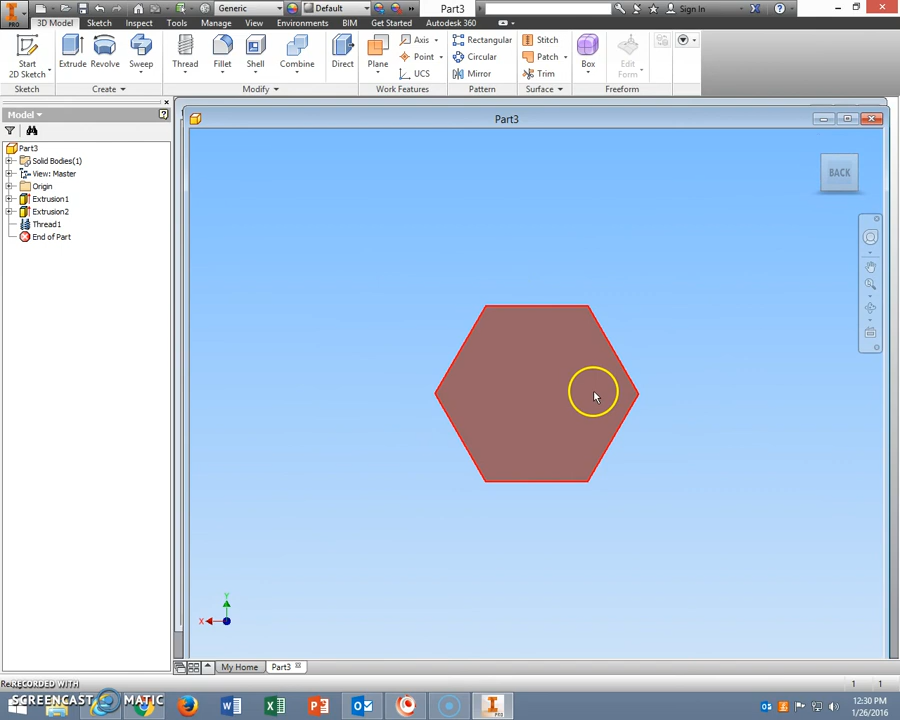 Generic
Default
Part3
Sign In
PRO
3D Model
Sketch
Inspect
Tools
Manage
View
Environments
BIM
Get Started
Autodesk 360
Start
2D Sketch
Extrude
Revolve
Sweep
Thread
Fillet
Shell
Combine
Direct
Plane
Axis
Point
UCS
Rectangular
Circular
Mirror
Stitch
Patch
Trim
Box
Edit
Form
Sketch
Create
Modify
Work Features
Pattern
Surface
Freeform
Model
Part3
Part3
Solid Bodies(1)
View: Master
Origin
Extrusion1
Extrusion2
Thread1
End of Part
BACK
Y
X
My Home
Part3
RECORDED WITH
SCREENCAST MATIC
1
1
12:30 PM
1/26/2016